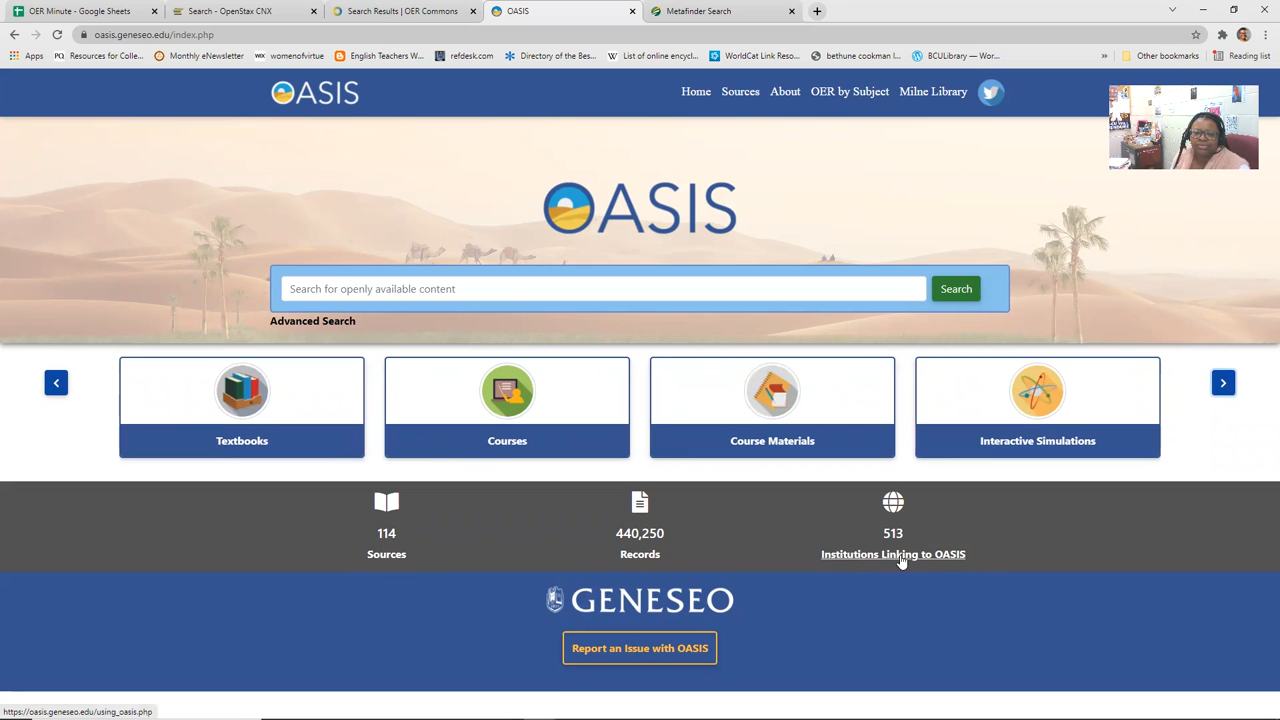 OER Minute - Google Sheets
Search - OpenStax CNX
Search Results | OER Commons
OASIS
Metafinder Search
oasis.geneseo.edu/index.php
Apps
Resources for Colle...
Monthly eNewsletter
womenofvirtue
English Teachers W...
refdesk.com
Directory of the Bes...
List of online encycl...
WorldCat Link Reso...
bethune cookman l...
BCULibrary — Wor...
Other bookmarks
Reading list
OASIS
Home
Sources
About
OER by Subject
Milne Library
OASIS
Search for openly available content
Search
Advanced Search
Textbooks
Courses
Course Materials
Interactive Simulations
114
440,250
513
Sources
Records
Institutions Linking to OASIS
GENESEO
Report an Issue with OASIS
https://oasis.geneseo.edu/using_oasis.php